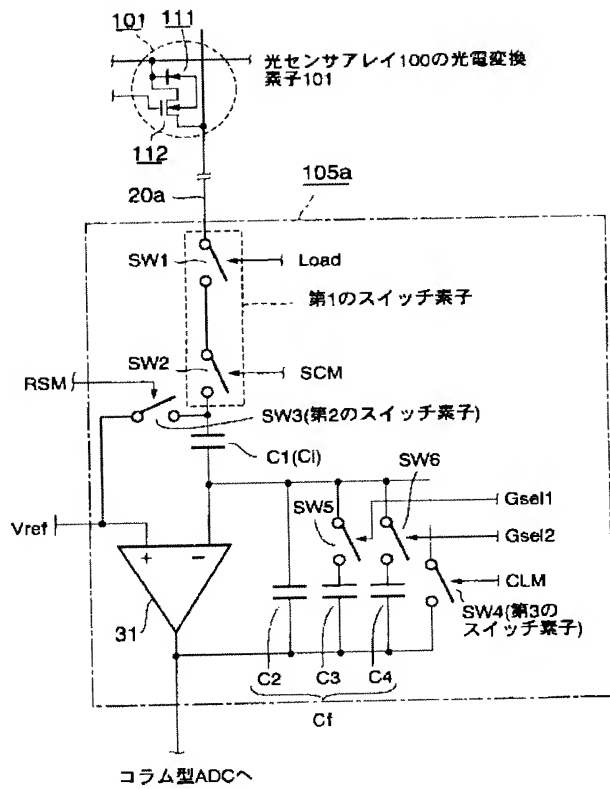 101
111
光センサアレイ100の光電変換
素子101
112
20a
105a
SW1
Load
第1のスイッチ素子
SW2
SCM
RSM
SW3(第2のスイッチ素子)
C1(Ci)
SW6
SW5
Gsel1
Vref
Gsel2
+
−
CLM
SW4(第3の
スイッチ素子)
31
C2
C3
C4
Cf
コラム型ADCへ